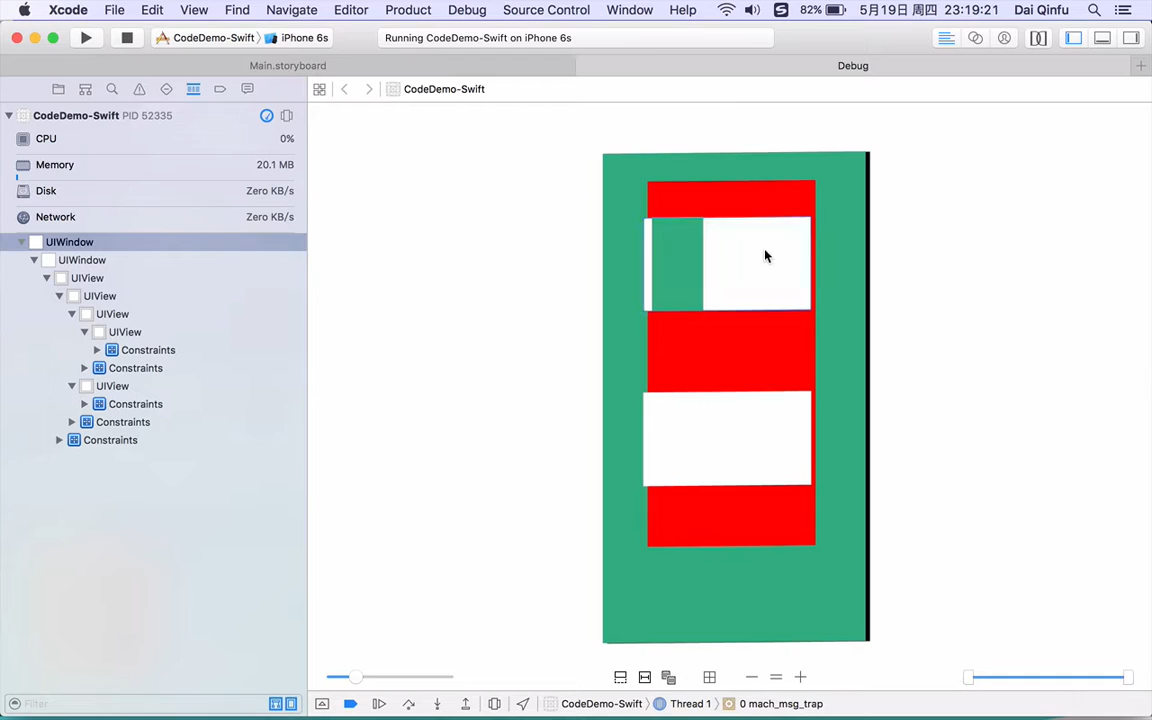 Xcode File Edit View Find Navigate Editor Product Debug Source Control Window Help 82% 5月19日 周四 23:19:21 Dai Qinfu
CodeDemo-Swift iPhone 6s Running CodeDemo-Swift on iPhone 6s
Main.storyboard Debug
CodeDemo-Swift
CodeDemo-Swift PID 52335
CPU 0%
Memory 20.1 MB
Disk Zero KB/s
Network Zero KB/s
UIWindow
UIWindow
UIView
UIView
UIView
UIView
Constraints
Constraints
UIView
Constraints
Constraints
Constraints
Filter CodeDemo-Swift Thread 1 0 mach_msg_trap